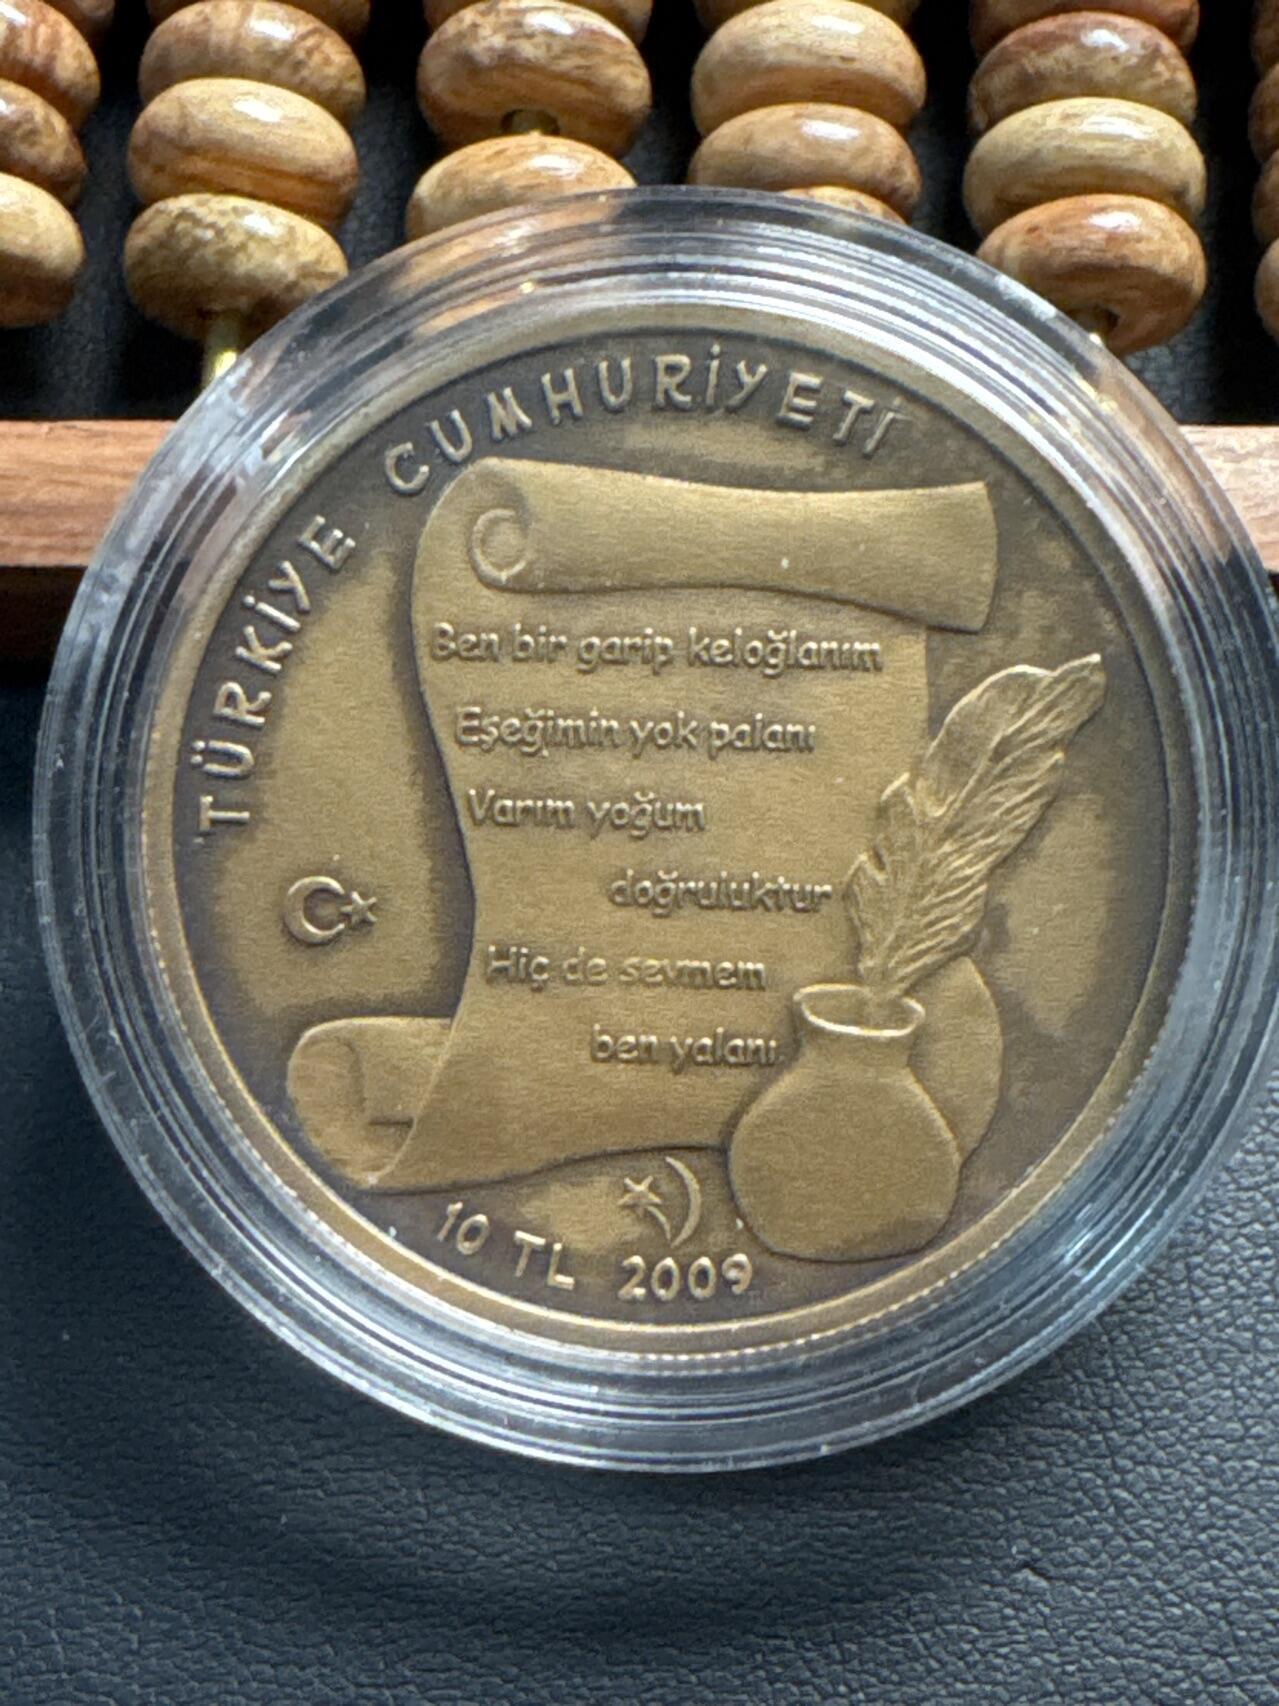 TÜRKİYE CUMHURİYETİ
Ben bir garip keloğlanım
Eşeğimin yok palanı
Varım yoğum
doğruluktur
Hiç de sevmem
ben yalanı.
10 TL 2009